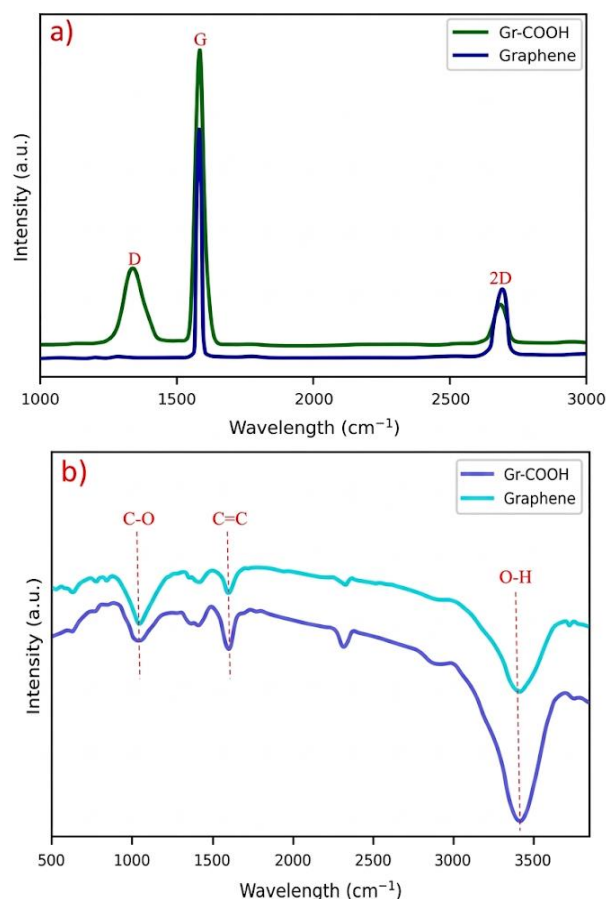 a)
G
Gr-COOH
Graphene
D
2D
Intensity (a.u.)
1000 1500 2000 2500 3000
Wavelength (cm⁻¹)
b)
Gr-COOH
Graphene
C-O
C=C
O-H
Intensity (a.u.)
500 1000 1500 2000 2500 3000 3500
Wavelength (cm⁻¹)